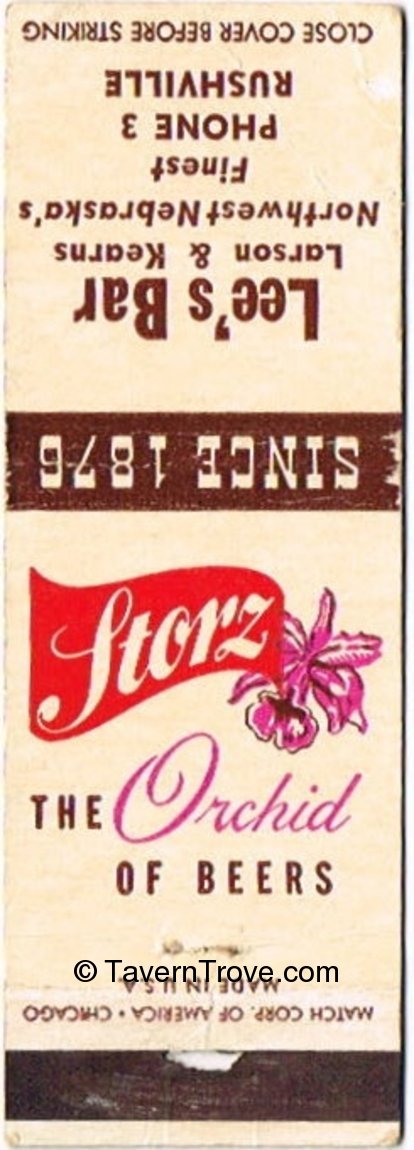 SINCE 1876
Lee's Bar
Larson & Kearns
Northwest Nebraska's
Finest
PHONE 3
RUSHVILLE
CLOSE COVER BEFORE STRIKING
Storz
THE Orchid
OF BEERS
© TavernTrove.com
MATCH CORP. OF AMERICA • CHICAGO
MADE IN U.S.A.